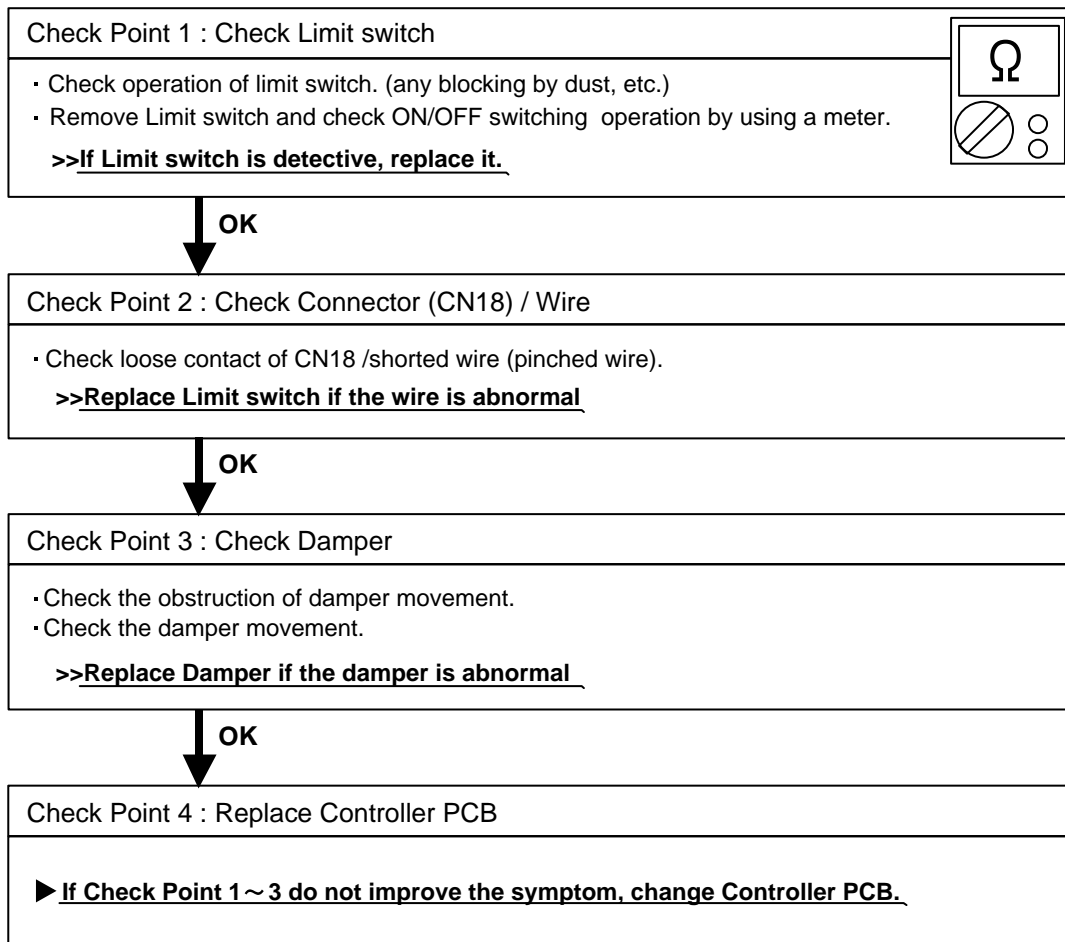 Check Point 1 : Check Limit switch
Ω
· Check operation of limit switch. (any blocking by dust, etc.)
· Remove Limit switch and check ON/OFF switching operation by using a meter.
>>If Limit switch is detective, replace it.
OK
Check Point 2 : Check Connector (CN18) / Wire
· Check loose contact of CN18 /shorted wire (pinched wire).
>>Replace Limit switch if the wire is abnormal
OK
Check Point 3 : Check Damper
· Check the obstruction of damper movement.
· Check the damper movement.
>>Replace Damper if the damper is abnormal
OK
Check Point 4 : Replace Controller PCB
▶ If Check Point 1～3 do not improve the symptom, change Controller PCB.